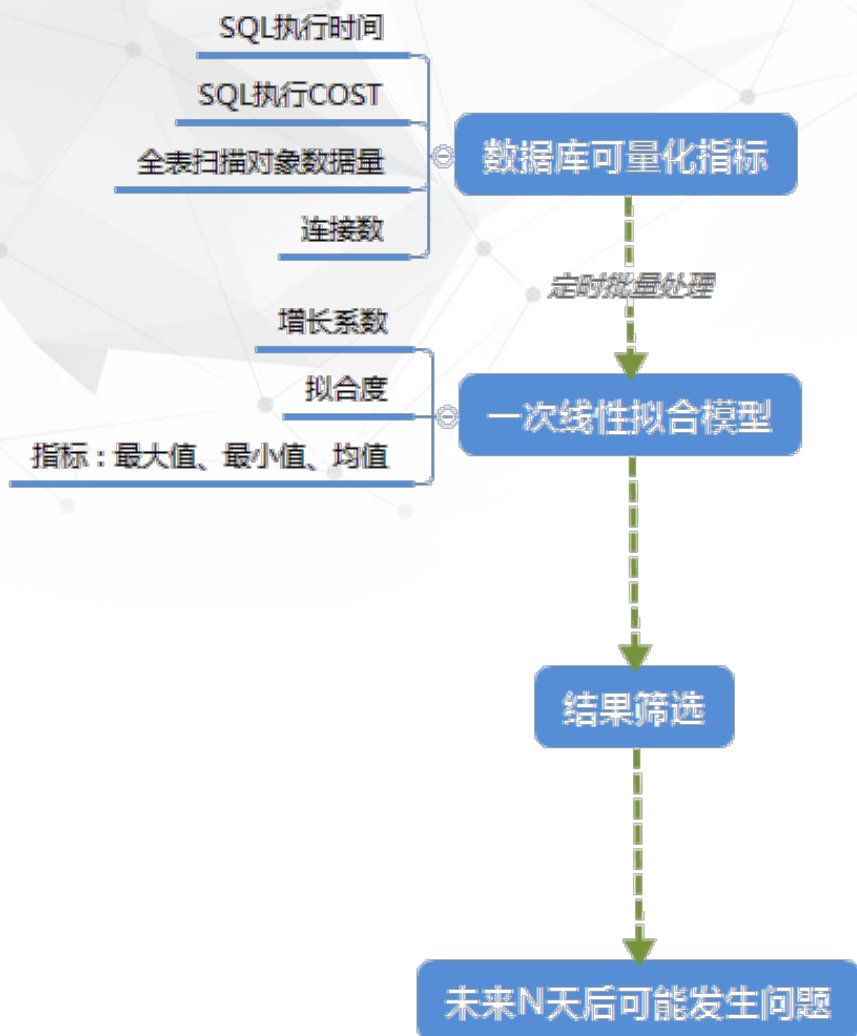 SQL执行时间
SQL执行COST
全表扫描对象数据量
连接数
数据库可量化指标
定时批量处理
增长系数
拟合度
指标：最大值、最小值、均值
一次线性拟合模型
结果筛选
未来N天后可能发生问题